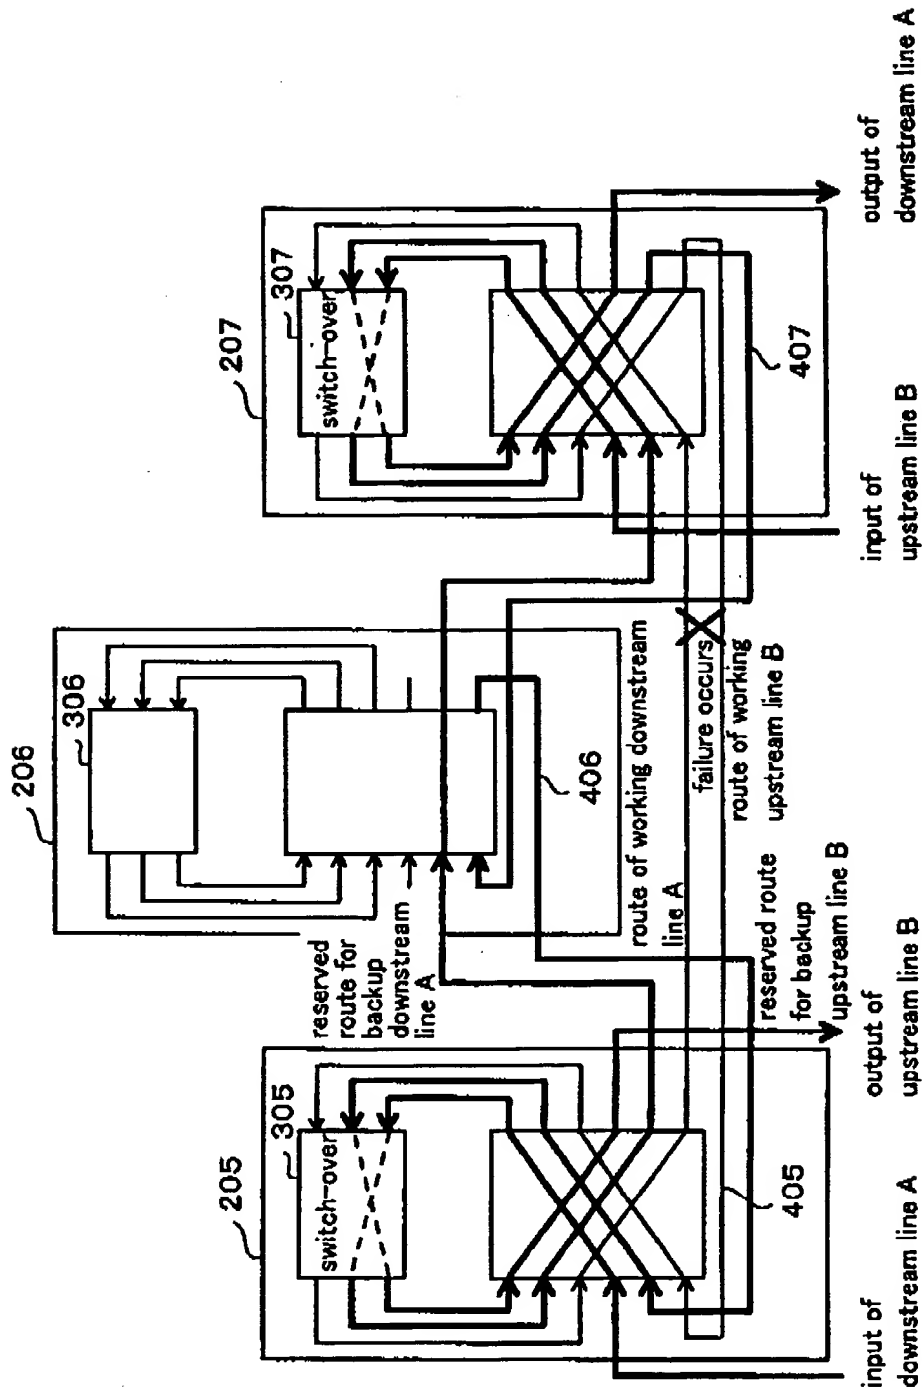 205
305
switch-over
405
input of
downstream line A
output of
upstream line B
206
306
406
reserved
route for
backup
downstream
line A
reserved route
for backup
upstream line B
route of working downstream
line A
failure occurs
route of working
upstream line B
207
307
switch-over
407
input of
upstream line B
output of
downstream line A